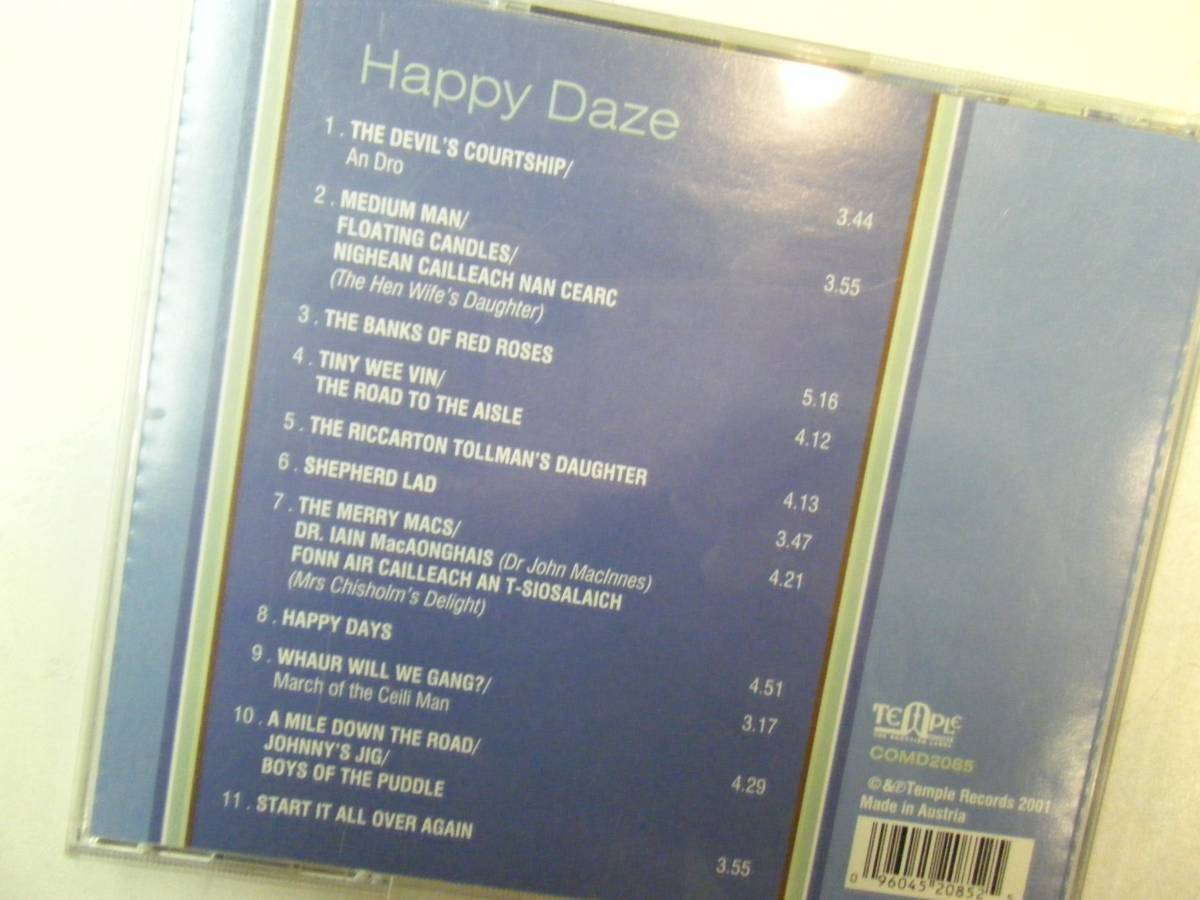 Happy Daze
1. THE DEVIL'S COURTSHIP/
An Dro 3.44
2. MEDIUM MAN/
FLOATING CANDLES/
NIGHEAN CAILLEACH NAN CEARC
(The Hen Wife's Daughter) 3.55
3. THE BANKS OF RED ROSES 5.16
4. TINY WEE VIN/
THE ROAD TO THE AISLE 4.12
5. THE RICCARTON TOLLMAN'S DAUGHTER 4.13
6. SHEPHERD LAD 3.47
7. THE MERRY MACS/
DR. IAIN MacAONGHAIS (Dr John MacInnes)
FONN AIR CAILLEACH AN T-SIOSALAICH
(Mrs Chisholm's Delight) 4.21
8. HAPPY DAYS 4.51
9. WHAUR WILL WE GANG?/
March of the Ceili Man 3.17
10. A MILE DOWN THE ROAD/
JOHNNY'S JIG/
BOYS OF THE PUDDLE 4.29
11. START IT ALL OVER AGAIN 3.55
TEMPLE
COMD2085
©&℗Temple Records 2001
Made in Austria
0 96045 20852 5